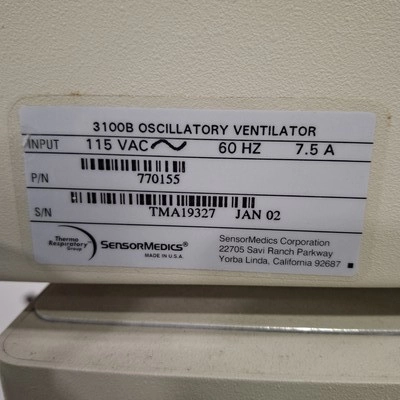 3100B OSCILLATORY VENTILATOR
INPUT 115 VAC 60 HZ 7.5 A
P/N 770155
S/N TMA19327 JAN 02
Thermo
Respiratory
Group
SENSORMEDICS®
MADE IN U.S.A.
SensorMedics Corporation
22705 Savi Ranch Parkway
Yorba Linda, California 92687